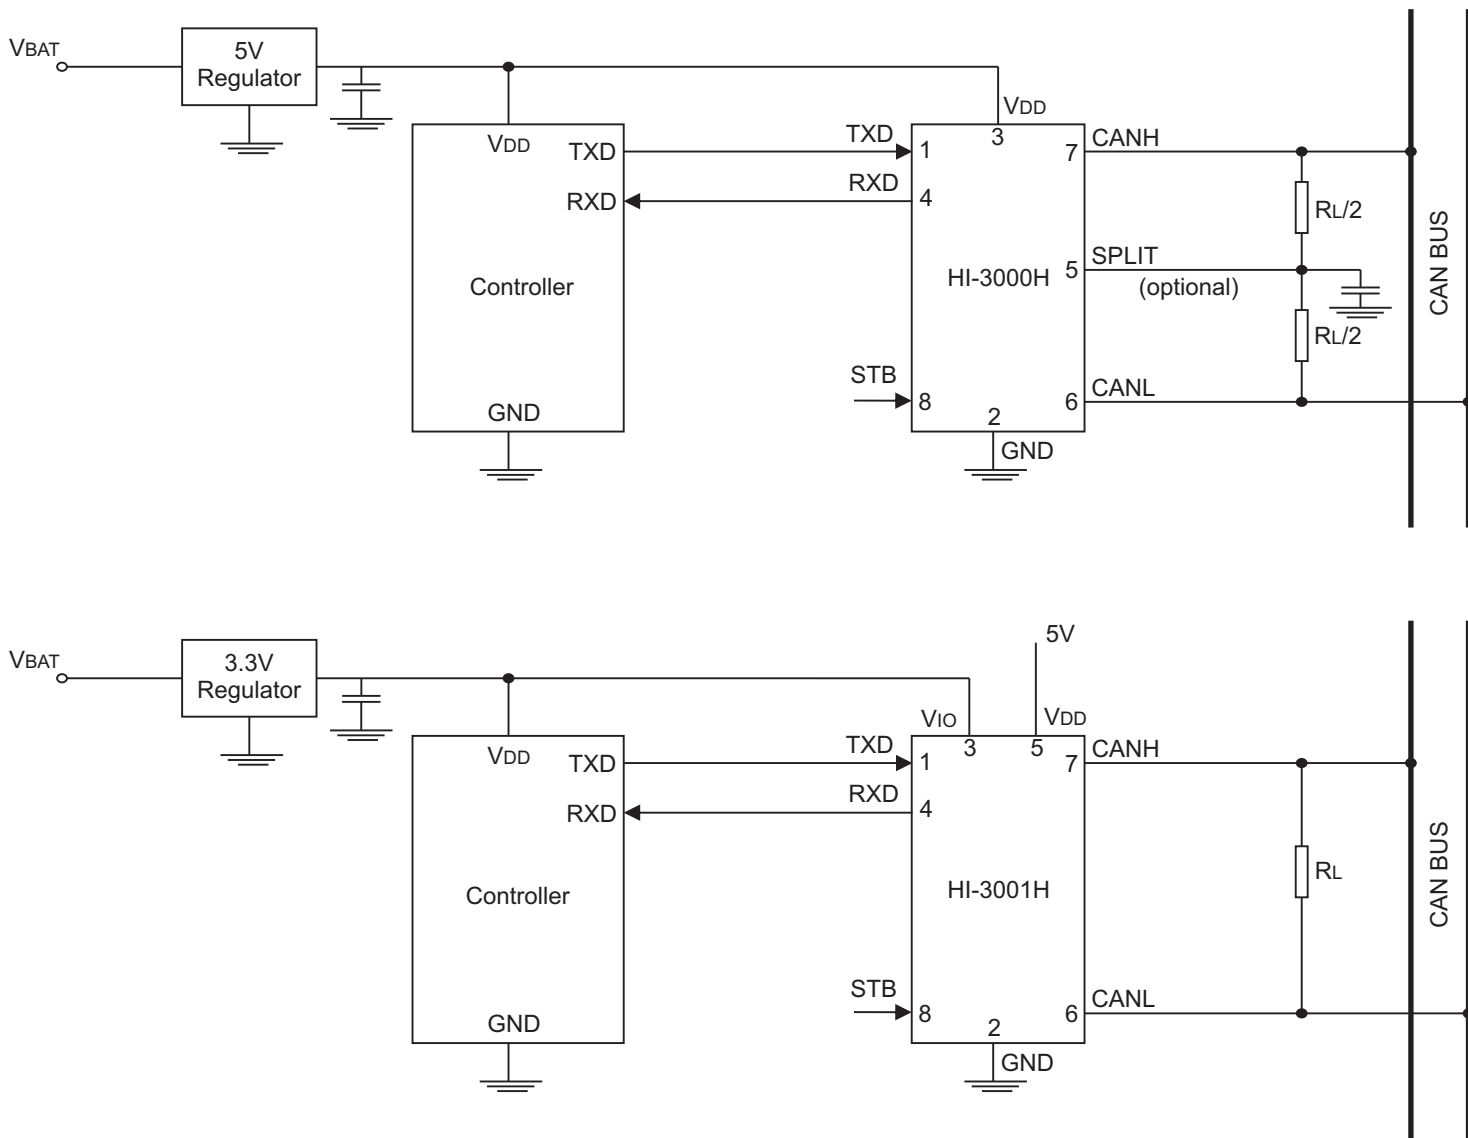 VBAT
5V
Regulator
VDD
VDD
TXD
TXD
1
3
7
CANH
RXD
RXD
4
RL/2
Controller
HI-3000H
5
SPLIT
(optional)
RL/2
CAN BUS
STB
8
6
CANL
GND
2
GND
VBAT
3.3V
Regulator
5V
VIO
VDD
VDD
TXD
TXD
1
3
5
7
CANH
RXD
RXD
4
Controller
HI-3001H
RL
CAN BUS
STB
8
6
CANL
GND
2
GND